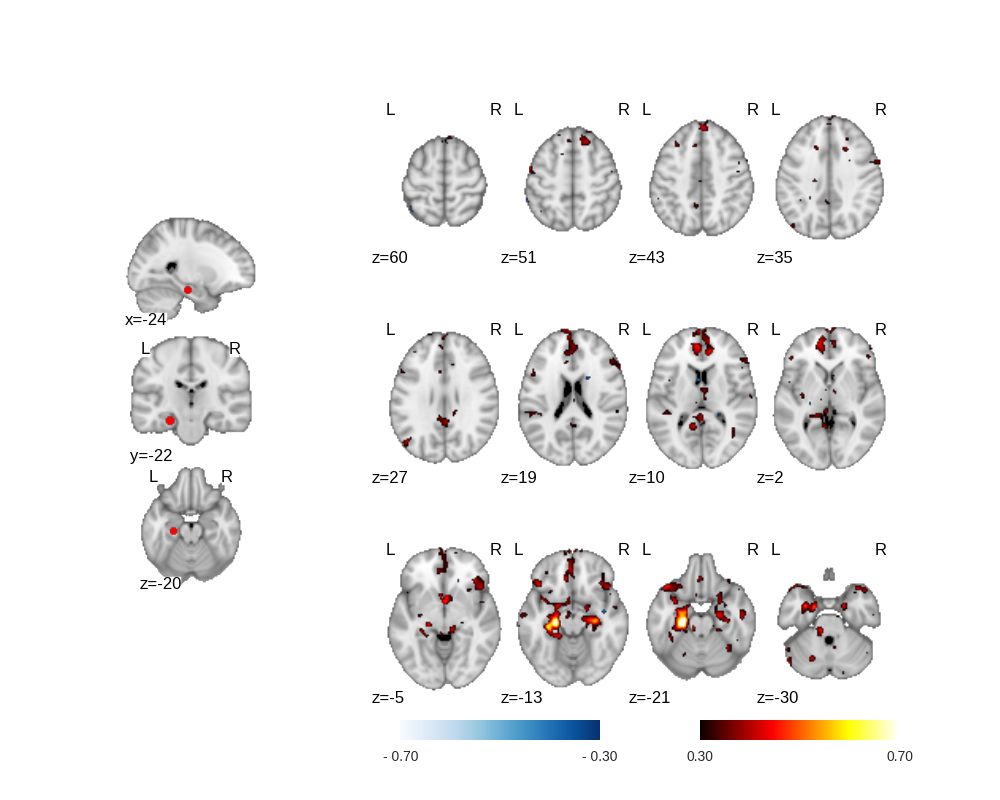 L R L R L R L R
z=60 z=51 z=43 z=35
x=-24
L R
y=-22
L R
z=-20
L R L R L R L R
z=27 z=19 z=10 z=2
L R L R L R L R
z=-5 z=-13 z=-21 z=-30
- 0.70 - 0.30 0.30 0.70